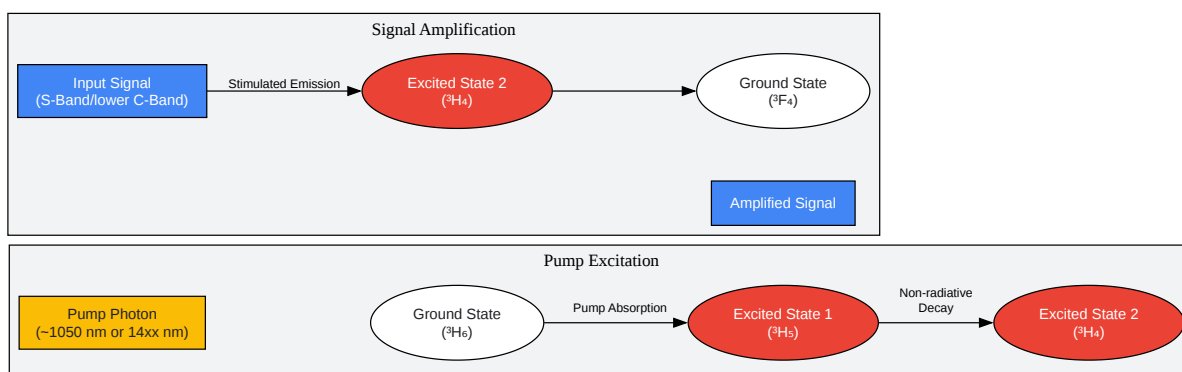 Signal Amplification
Input Signal
(S-Band/lower C-Band)
Stimulated Emission
Excited State 2
(³H₄)
Ground State
(³F₄)
Amplified Signal
Pump Excitation
Pump Photon
(~1050 nm or 14xx nm)
Ground State
(³H₆)
Pump Absorption
Excited State 1
(³H₅)
Non-radiative
Decay
Excited State 2
(³H₄)